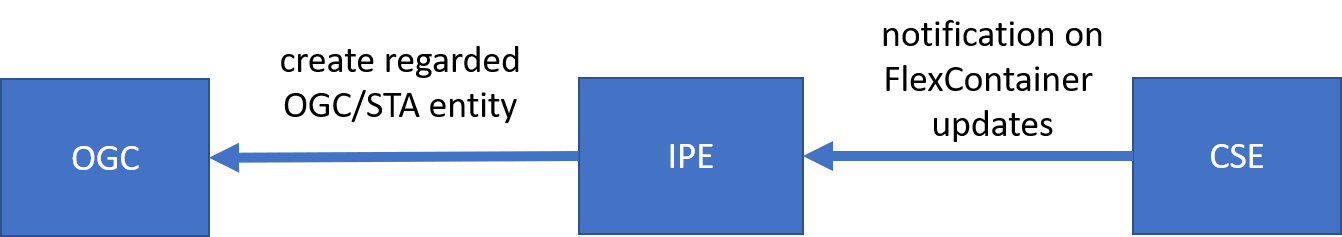 create regarded
OGC/STA entity
notification on
FlexContainer
updates
OGC
IPE
CSE